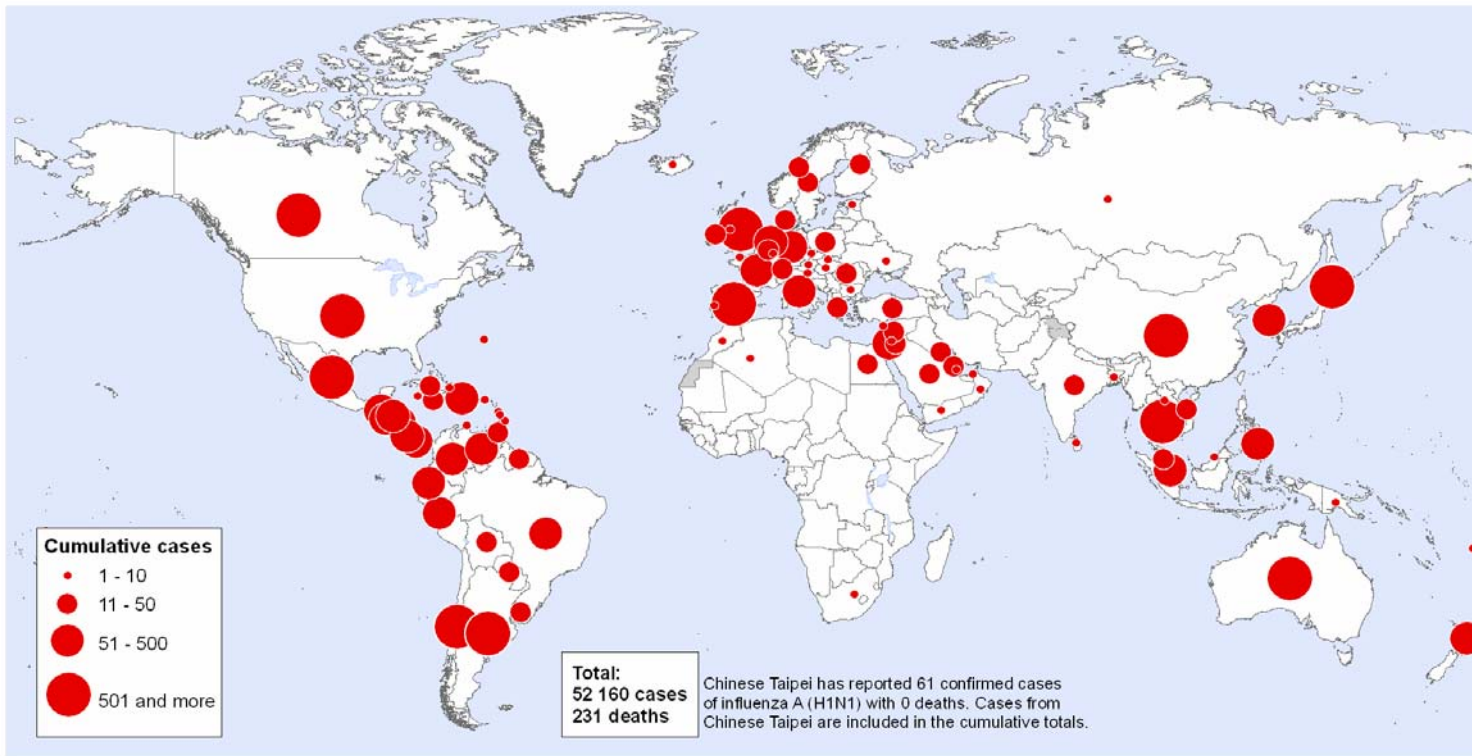 Cumulative cases
1 - 10
11 - 50
51 - 500
501 and more
Total:
52 160 cases
231 deaths
Chinese Taipei has reported 61 confirmed cases
of influenza A (H1N1) with 0 deaths. Cases from
Chinese Taipei are included in the cumulative totals.